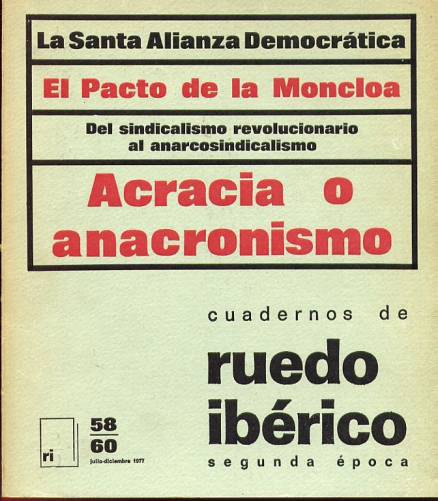 La Santa Alianza Democrática
El Pacto de la Moncloa
Del sindicalismo revolucionario
al anarcosindicalismo
Acracia o
anacronismo
cuadernos de
ruedo
ibérico
segunda época
ri
58
60
julio-diciembre 1977